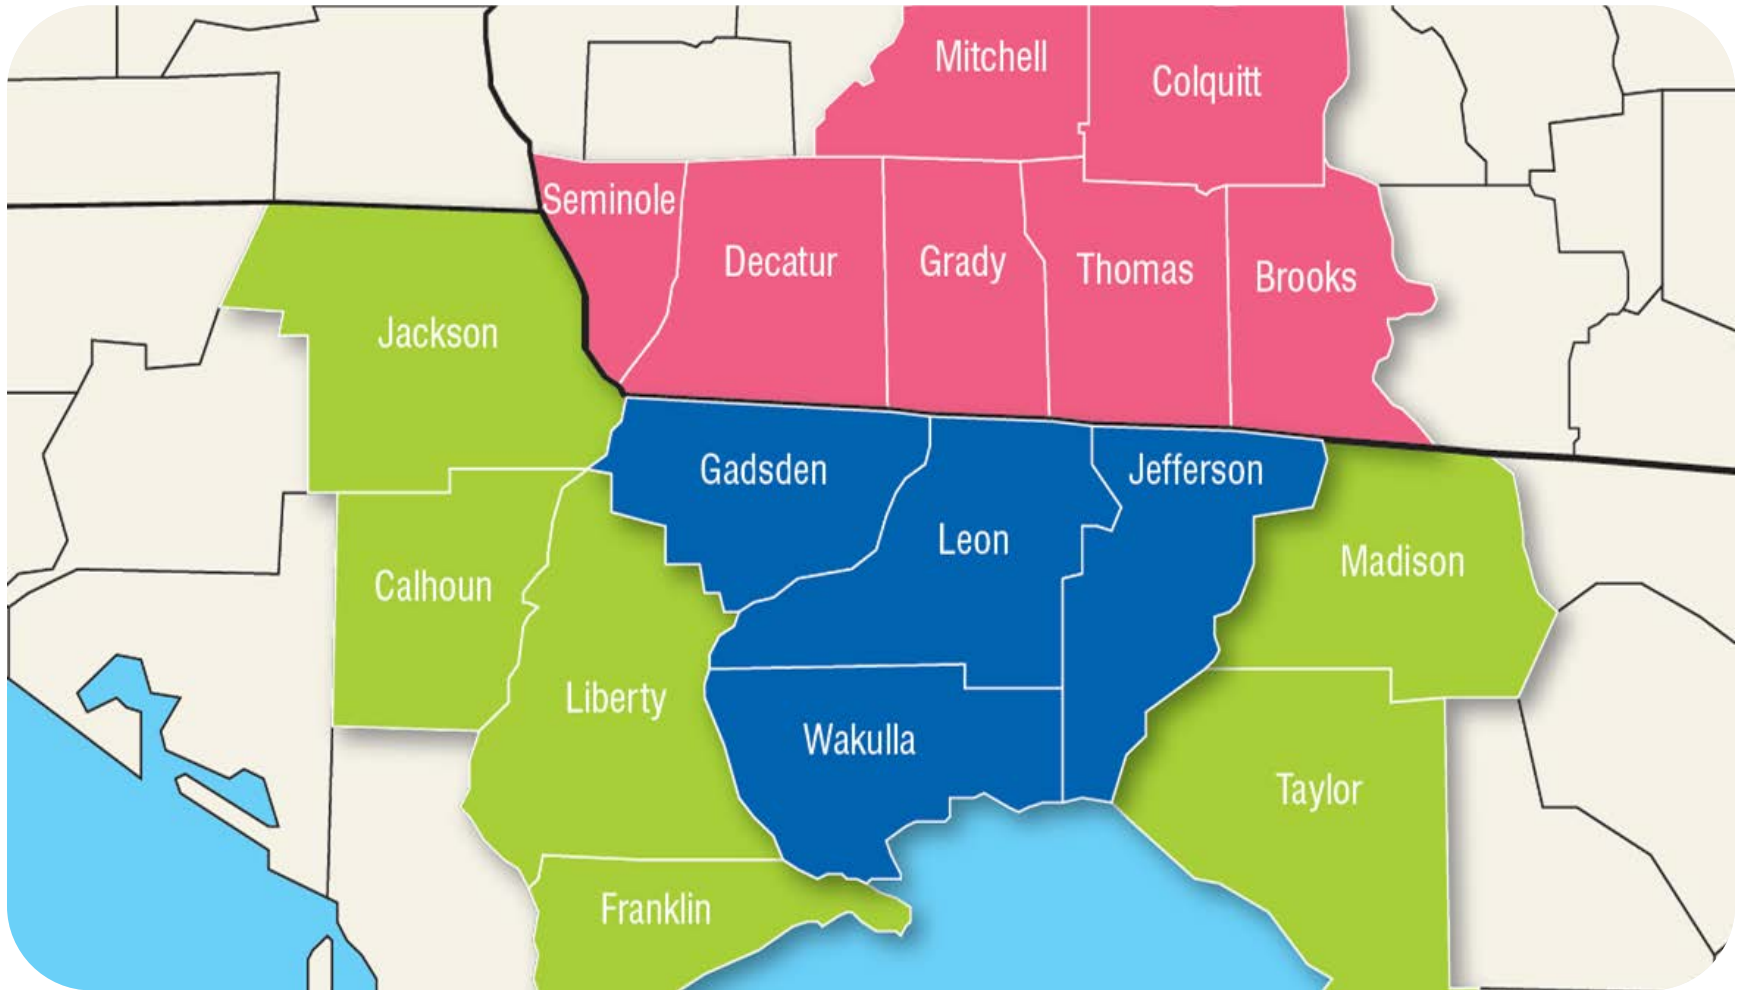 Mitchell
Colquitt
Seminole
Decatur
Grady
Thomas
Brooks
Jackson
Gadsden
Jefferson
Leon
Madison
Calhoun
Liberty
Wakulla
Taylor
Franklin